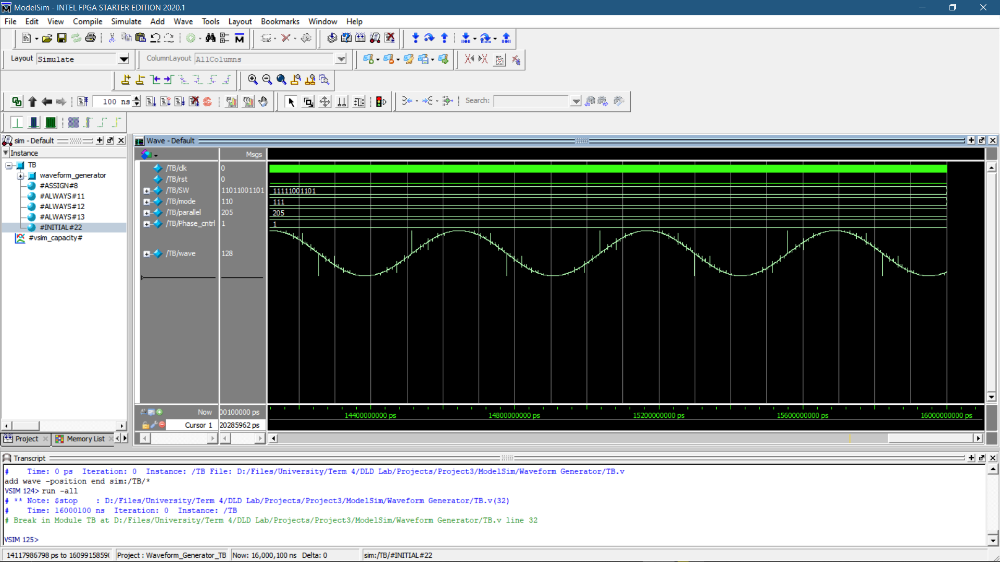 ModelSim - INTEL FPGA STARTER EDITION 2020.1
File Edit View Compile Simulate Add Wave Tools Layout Bookmarks Window Help
Layout Simulate ColumnLayout AllColumns
100 ns Search:
sim - Default
Instance
TB
waveform_generator
#ASSIGN#8
#ALWAYS#11
#ALWAYS#12
#ALWAYS#13
#INITIAL#22
#vsim_capacity#
Project Memory List
Wave - Default
Msgs
/TB/clk 0
/TB/rst 0
/TB/SW 11011001101 11111001101
/TB/mode 110 111
/TB/parallel 205 205
/TB/Phase_cntrl 1 1
/TB/wave 128
Now 00100000 ps 14400000000 ps 14800000000 ps 15200000000 ps 15600000000 ps 16000000000 ps
Cursor 1 20285962 ps
Transcript
# Time: 0 ps Iteration: 0 Instance: /TB File: D:/Files/University/Term 4/DLD Lab/Projects/Project3/ModelSim/Waveform Generator/TB.v
add wave -position end sim:/TB/*
VSIM 124> run -all
# ** Note: $stop : D:/Files/University/Term 4/DLD Lab/Projects/Project3/ModelSim/Waveform Generator/TB.v(32)
# Time: 16000100 ns Iteration: 0 Instance: /TB
# Break in Module TB at D:/Files/University/Term 4/DLD Lab/Projects/Project3/ModelSim/Waveform Generator/TB.v line 32
VSIM 125>
14117986798 ps to 1609915859 Project : Waveform_Generator_TB Now: 16,000,100 ns Delta: 0 sim:/TB/#INITIAL#22